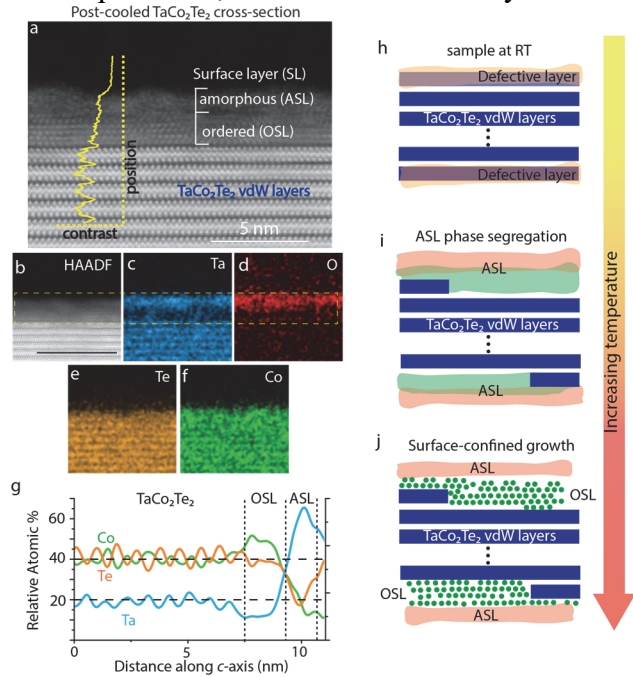 Post-cooled TaCo₂Te₂ cross-section
a
Surface layer (SL)
amorphous (ASL)
ordered (OSL)
position
TaCo₂Te₂ vdW layers
contrast
5 nm
b
HAADF
c
Ta
d
O
e
Te
f
Co
g
TaCo₂Te₂
OSL
ASL
Relative Atomic %
60
40
20
Co
Te
Ta
0
5
10
Distance along c-axis (nm)
h
sample at RT
Defective layer
TaCo₂Te₂ vdW layers
Defective layer
i
ASL phase segregation
ASL
TaCo₂Te₂ vdW layers
ASL
j
Surface-confined growth
ASL
OSL
TaCo₂Te₂ vdW layers
OSL
ASL
Increasing temperature